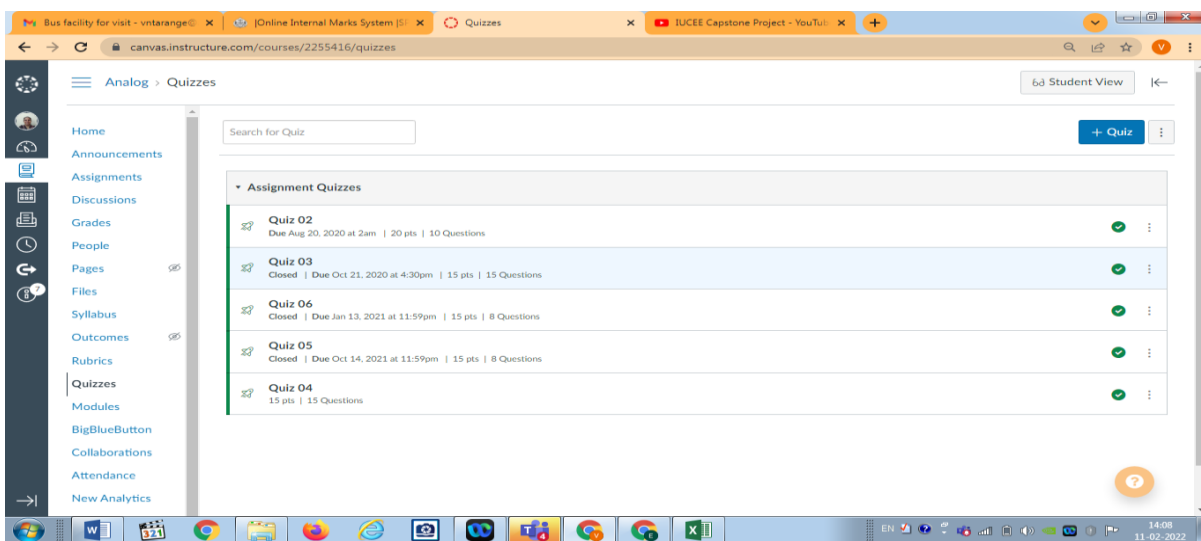 Bus facility for visit - vntarange@
|Online Internal Marks System |S
Quizzes
IUCEE Capstone Project - YouTub
canvas.instructure.com/courses/2255416/quizzes
V
Analog › Quizzes
Student View
Home
Announcements
Assignments
Discussions
Grades
People
Pages
Files
Syllabus
Outcomes
Rubrics
Quizzes
Modules
BigBlueButton
Collaborations
Attendance
New Analytics
7
Search for Quiz
+ Quiz
Assignment Quizzes
Quiz 02
Due Aug 20, 2020 at 2am | 20 pts | 10 Questions
Quiz 03
Closed | Due Oct 21, 2020 at 4:30pm | 15 pts | 15 Questions
Quiz 06
Closed | Due Jan 13, 2021 at 11:59pm | 15 pts | 8 Questions
Quiz 05
Closed | Due Oct 14, 2021 at 11:59pm | 15 pts | 8 Questions
Quiz 04
15 pts | 15 Questions
?
321
EN
14:08
11-02-2022